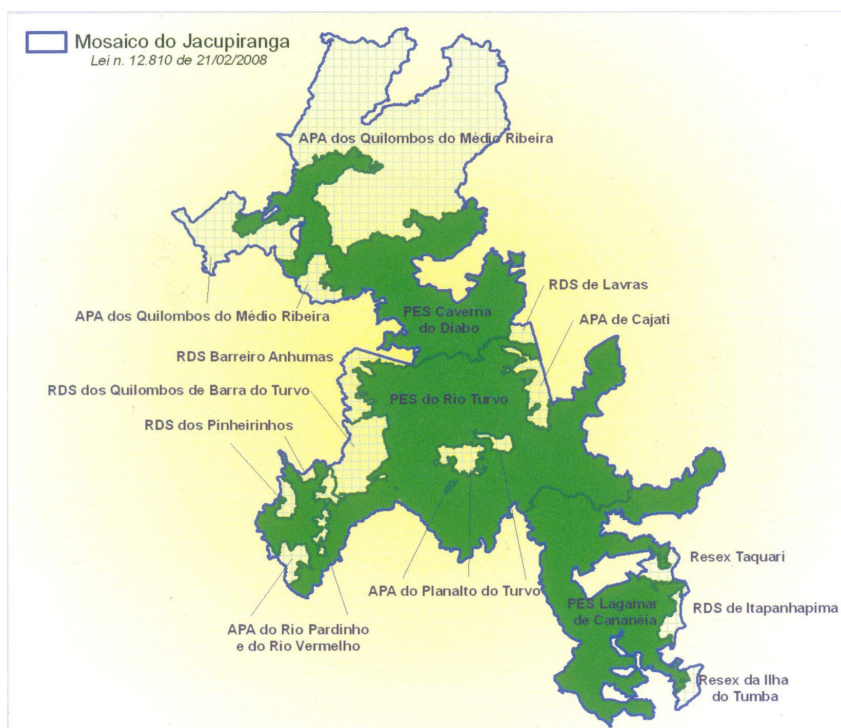 Mosaico do Jacupiranga
Lei n. 12.810 de 21/02/2008
APA dos Quilombos do Médio Ribeira
RDS de Lavras
APA dos Quilombos do Médio Ribeira
PES Caverna
do Diabo
APA de Cajati
RDS Barreiro Anhumas
RDS dos Quilombos de Barra do Turvo
PES do Rio Turvo
RDS dos Pinheirinhos
Resex Taquari
APA do Planalto do Turvo
PES Lagamar
de Cananéia
RDS de Itapanhapima
APA do Rio Pardinho
e do Rio Vermelho
Resex da Ilha
do Tumba